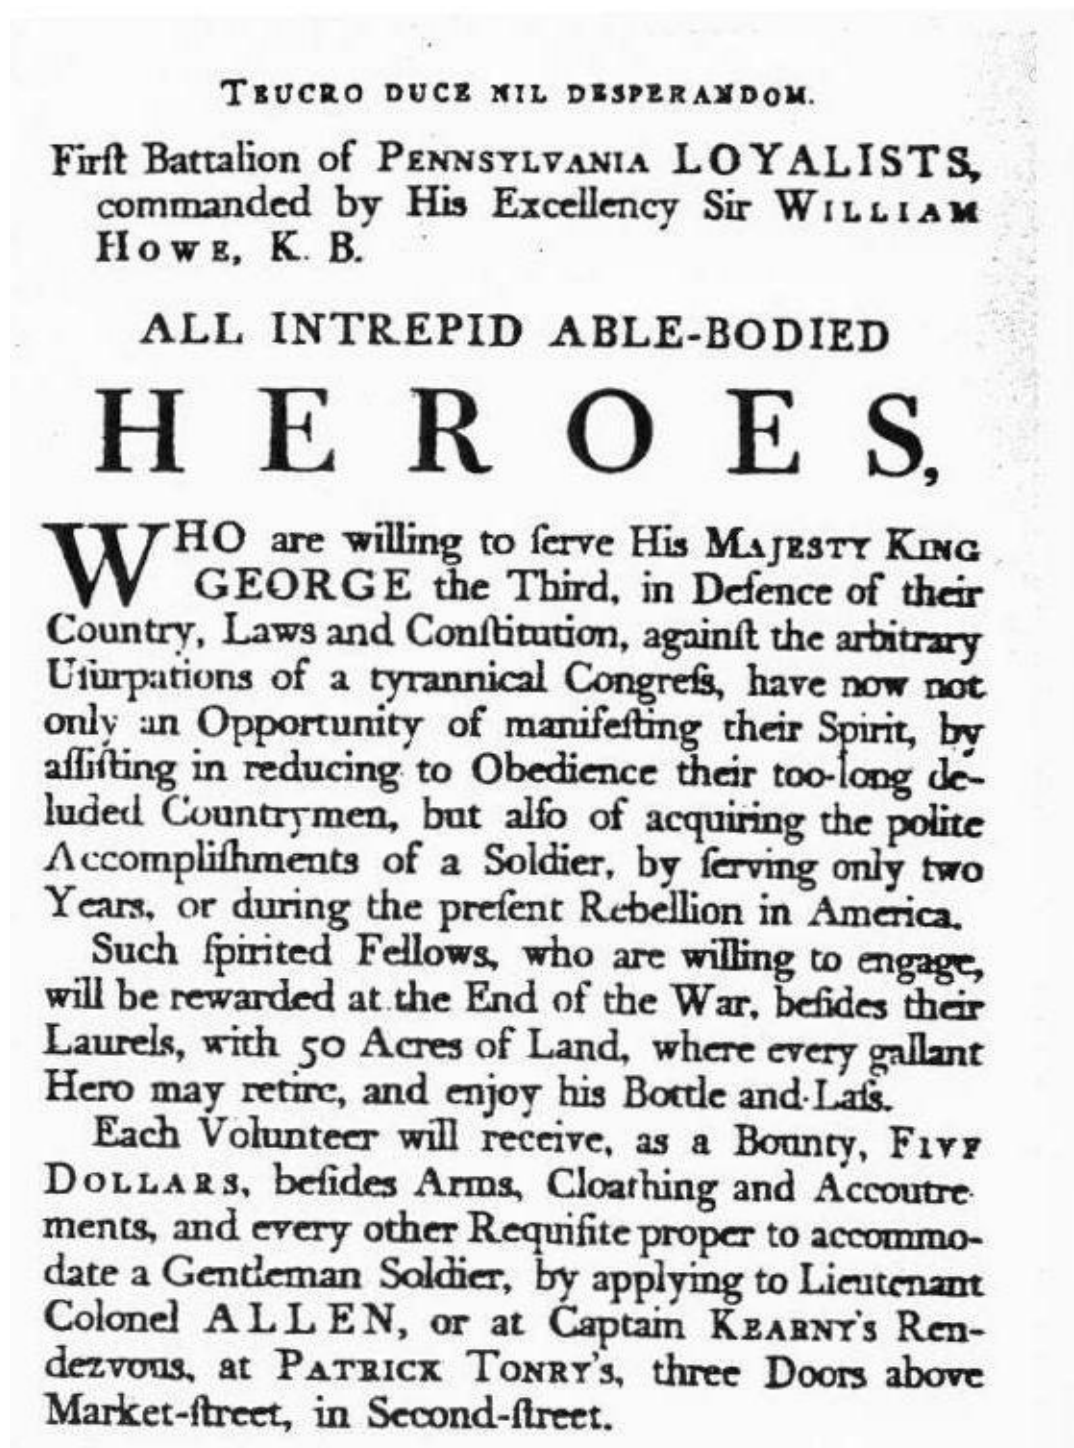 TEUCRO DUCE NIL DESPERANDOM.
Firſt Battalion of PENNSYLVANIA LOYALISTS,
commanded by His Excellency Sir WILLIAM
HOWE, K. B.
ALL INTREPID ABLE-BODIED
HEROES,
WHO are willing to ſerve His MAJESTY KING
GEORGE the Third, in Defence of their
Country, Laws and Conſtitution, againſt the arbitrary
Uſurpations of a tyrannical Congreſs, have now not
only an Opportunity of manifeſting their Spirit, by
aſſiſting in reducing to Obedience their too-long de-
luded Countrymen, but alſo of acquiring the polite
Accompliſhments of a Soldier, by ſerving only two
Years, or during the preſent Rebellion in America.
Such ſpirited Fellows, who are willing to engage,
will be rewarded at the End of the War, beſides their
Laurels, with 50 Acres of Land, where every gallant
Hero may retire, and enjoy his Bottle and Laſs.
Each Volunteer will receive, as a Bounty, FIVE
DOLLARS, beſides Arms, Cloathing and Accoutre-
ments, and every other Requiſite proper to accommo-
date a Gentleman Soldier, by applying to Lieutenant
Colonel ALLEN, or at Captain KEARNY'S Ren-
dezvous, at PATRICK TONRY'S, three Doors above
Market-ſtreet, in Second-ſtreet.